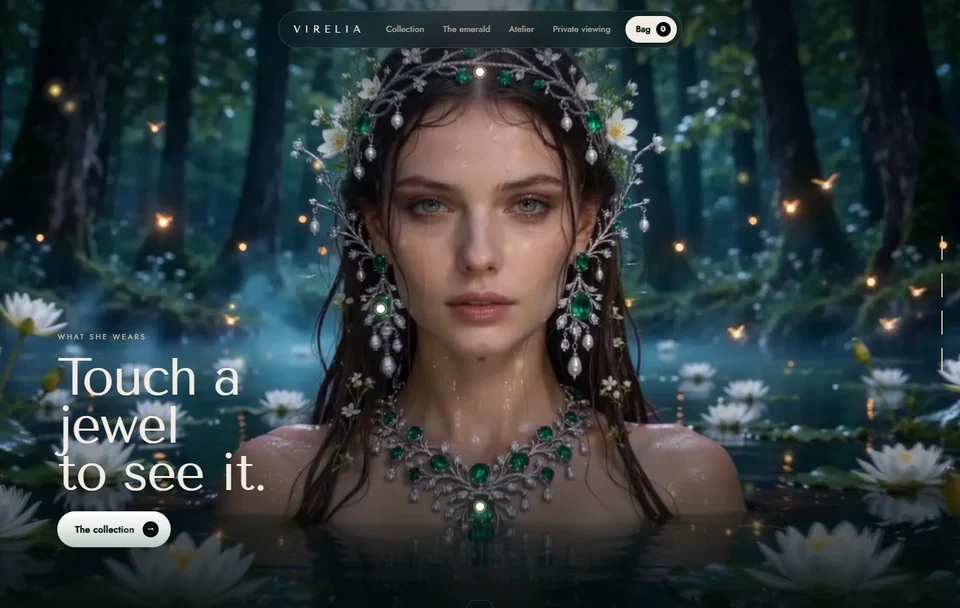 VIRELIA
Collection
The emerald
Atelier
Private viewing
Bag 0
WHAT SHE WEARS
Touch a
jewel
to see it.
The collection →